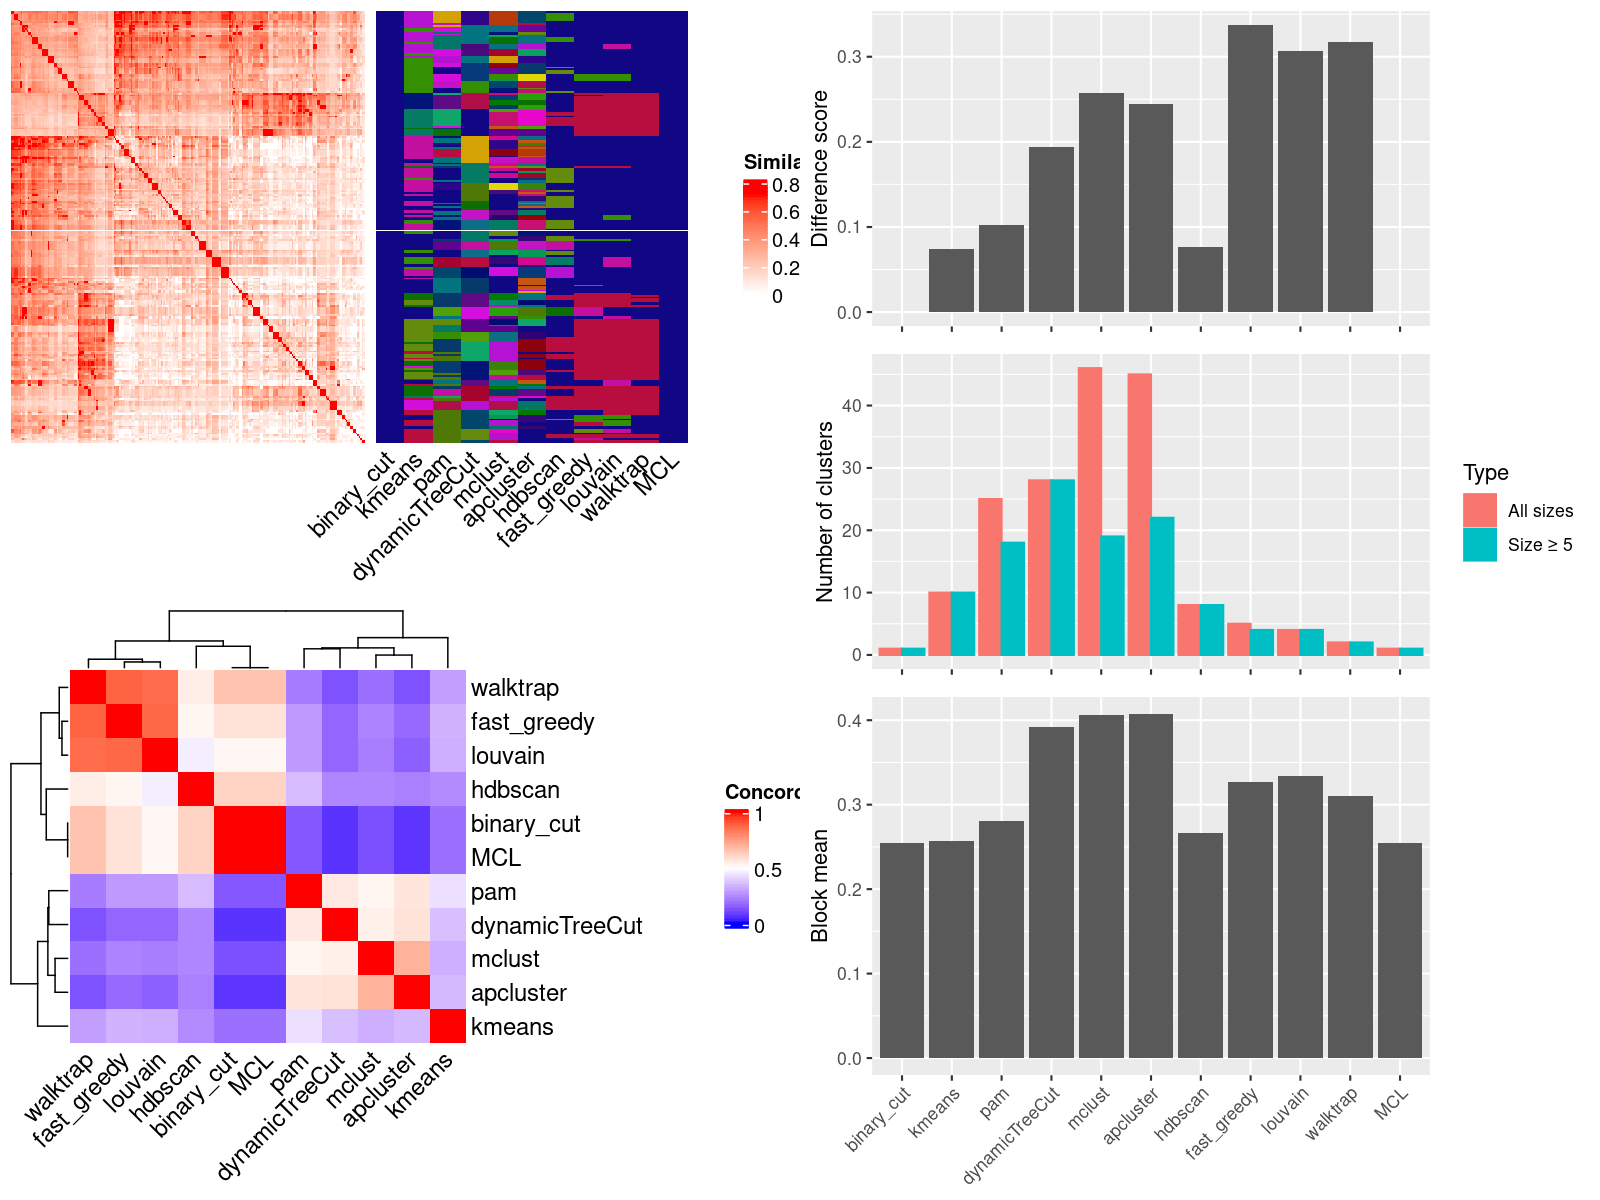 Simila
0.8
0.6
0.4
0.2
0
binary_cut
kmeans
pam
dynamicTreeCut
mclust
apcluster
hdbscan
fast_greedy
louvain
walktrap
MCL
walktrap
fast_greedy
louvain
hdbscan
binary_cut
MCL
pam
dynamicTreeCut
mclust
apcluster
kmeans
walktrap
fast_greedy
louvain
hdbscan
binary_cut
MCL
pam
dynamicTreeCut
mclust
apcluster
kmeans
Concord
1
0.5
0
Difference score
0.3
0.2
0.1
0.0
Number of clusters
40
30
20
10
0
Type
All sizes
Size ≥ 5
Block mean
0.4
0.3
0.2
0.1
0.0
binary_cut
kmeans
pam
dynamicTreeCut
mclust
apcluster
hdbscan
fast_greedy
louvain
walktrap
MCL